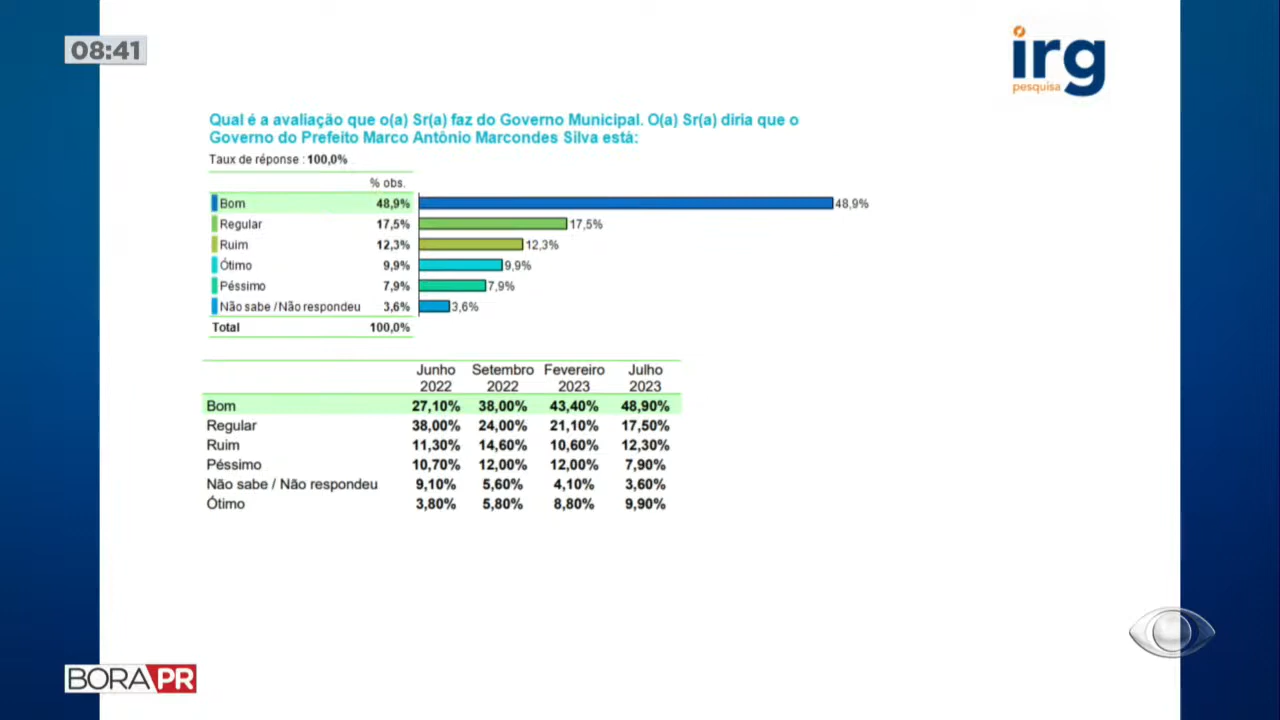 08:41
irg
pesquisa
Qual é a avaliação que o(a) Sr(a) faz do Governo Municipal. O(a) Sr(a) diria que o
Governo do Prefeito Marco Antônio Marcondes Silva está:
Taux de réponse : 100,0%
% obs.
Bom 48,9% 48,9%
Regular 17,5% 17,5%
Ruim 12,3% 12,3%
Ótimo 9,9% 9,9%
Péssimo 7,9% 7,9%
Não sabe / Não respondeu 3,6% 3,6%
Total 100,0%
Junho Setembro Fevereiro Julho
2022 2022 2023 2023
Bom 27,10% 38,00% 43,40% 48,90%
Regular 38,00% 24,00% 21,10% 17,50%
Ruim 11,30% 14,60% 10,60% 12,30%
Péssimo 10,70% 12,00% 12,00% 7,90%
Não sabe / Não respondeu 9,10% 5,60% 4,10% 3,60%
Ótimo 3,80% 5,80% 8,80% 9,90%
BORA PR